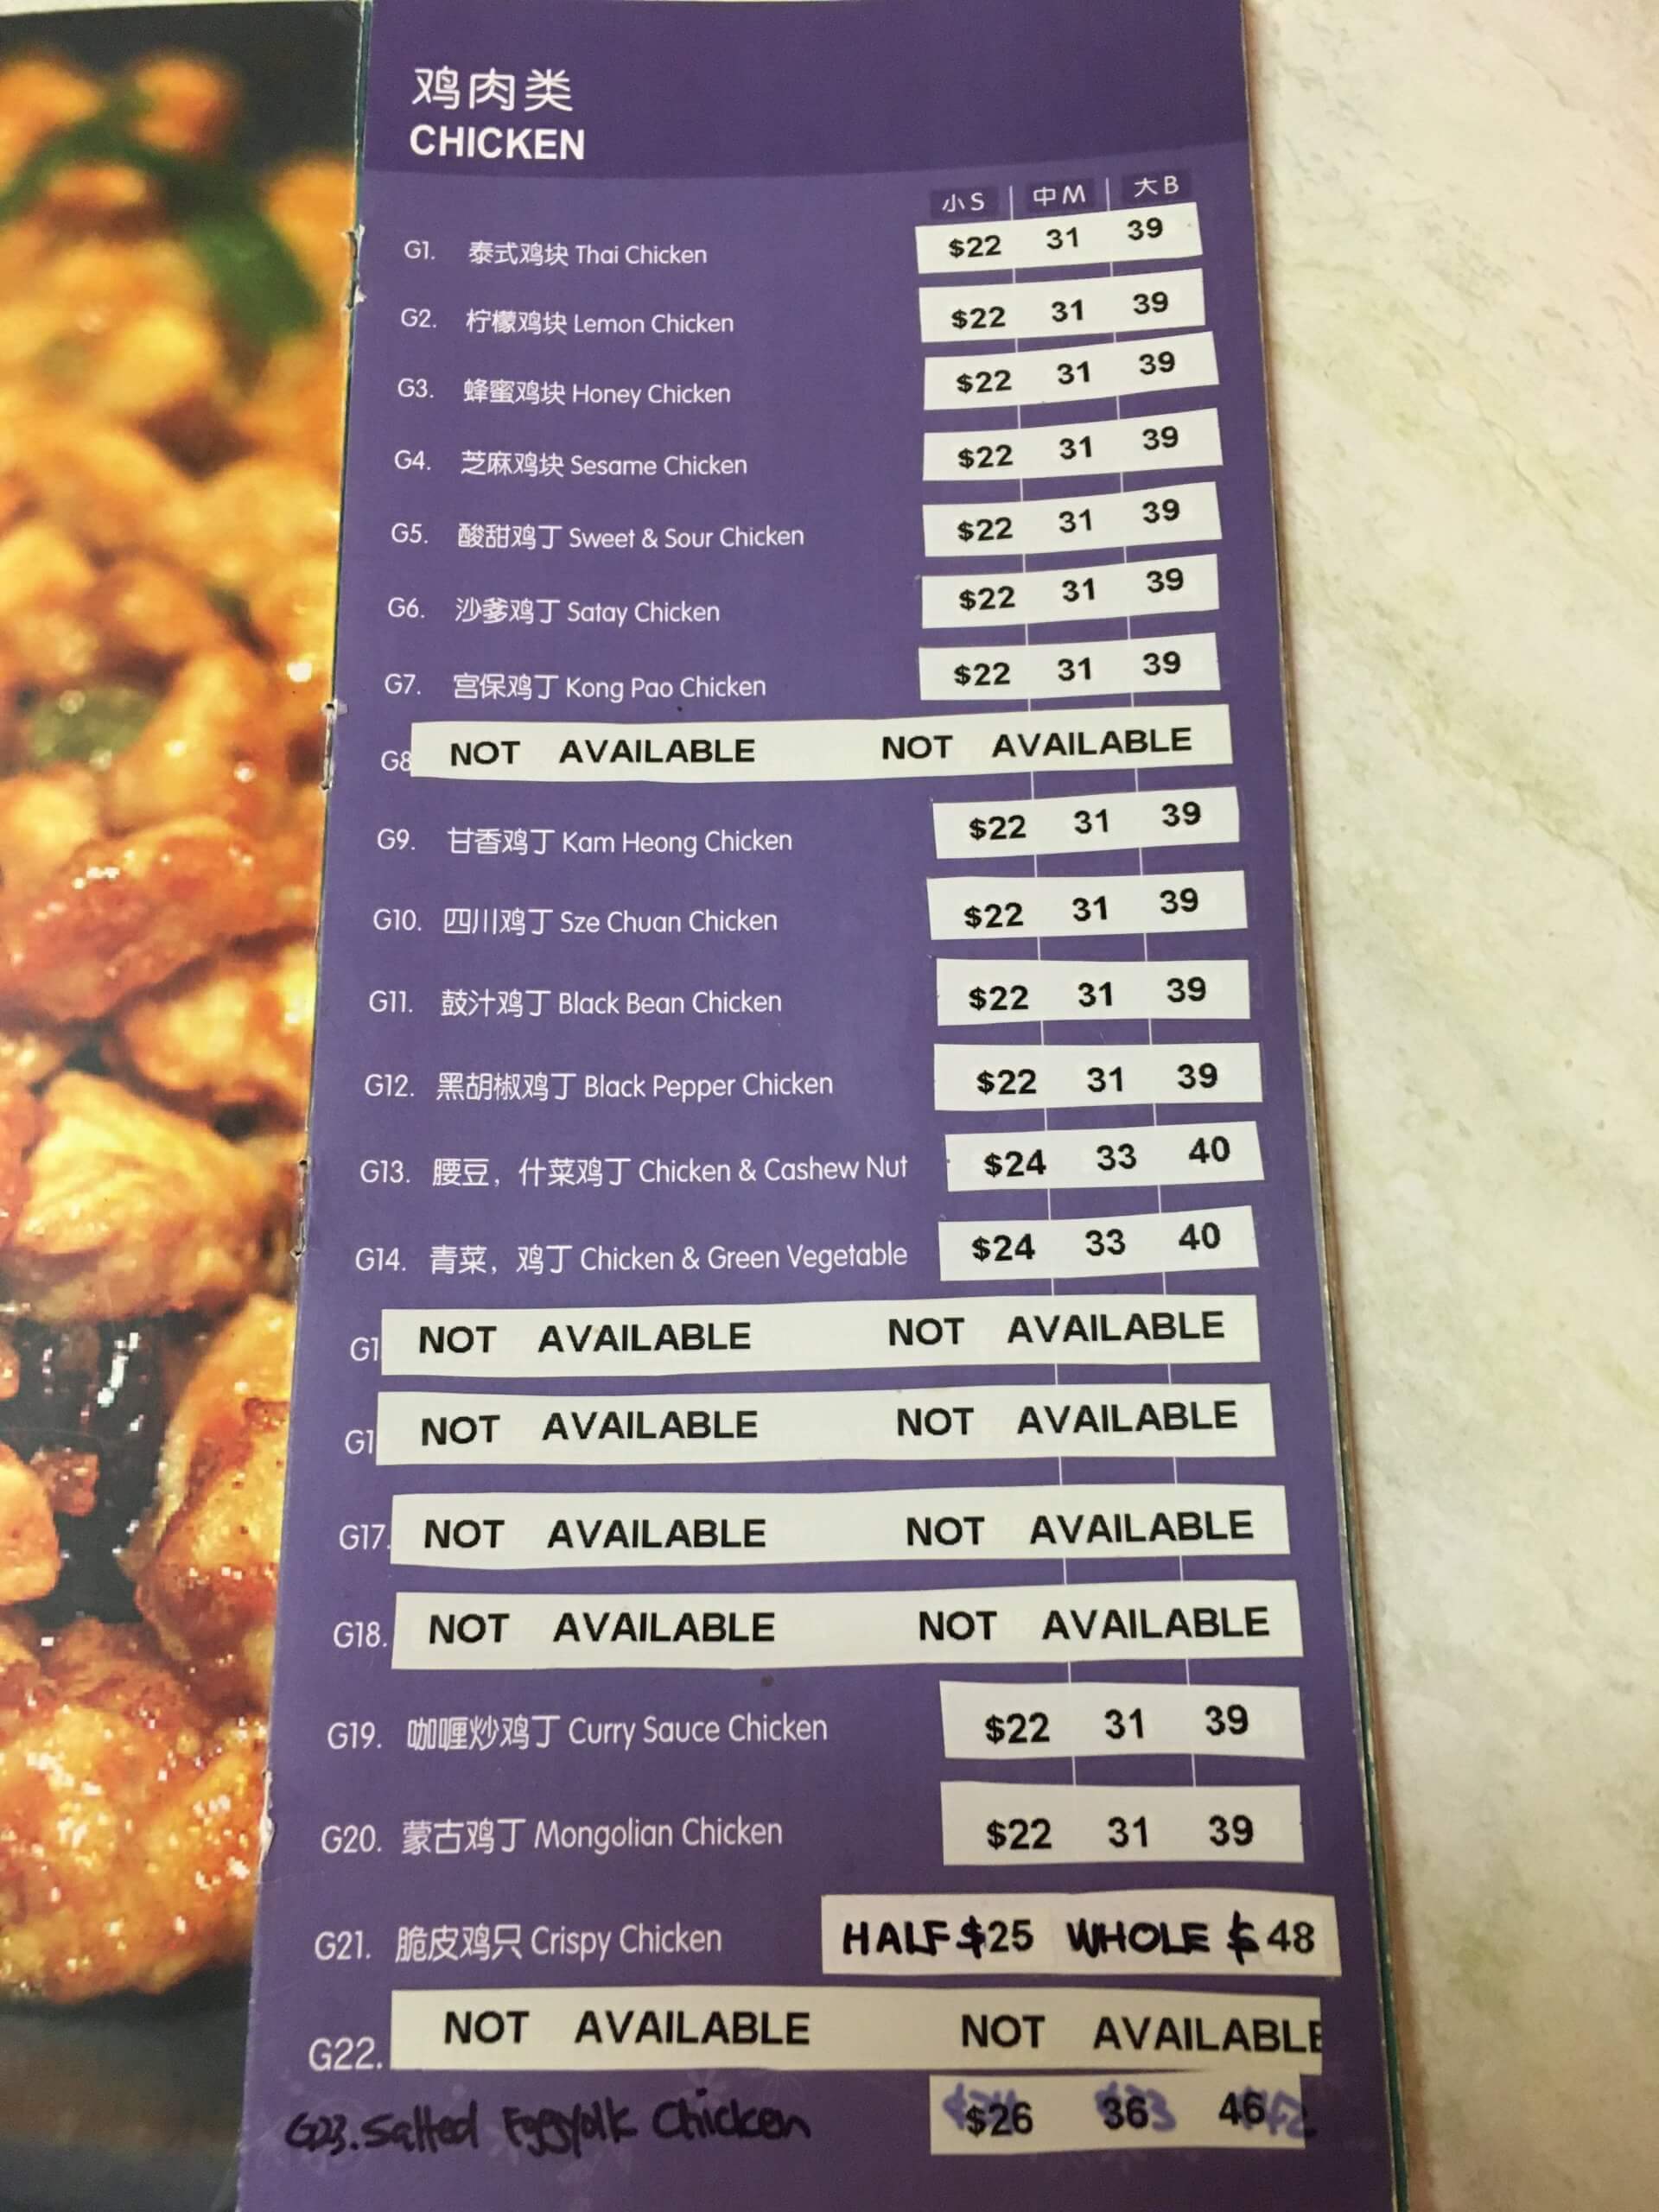 鸡肉类
CHICKEN
小S 中M 大B
G1. 泰式鸡块 Thai Chicken $22 31 39
G2. 柠檬鸡块 Lemon Chicken $22 31 39
G3. 蜂蜜鸡块 Honey Chicken $22 31 39
G4. 芝麻鸡块 Sesame Chicken $22 31 39
G5. 酸甜鸡丁 Sweet & Sour Chicken $22 31 39
G6. 沙爹鸡丁 Satay Chicken $22 31 39
G7. 宫保鸡丁 Kong Pao Chicken $22 31 39
G8 NOT AVAILABLE NOT AVAILABLE
G9. 甘香鸡丁 Kam Heong Chicken $22 31 39
G10. 四川鸡丁 Sze Chuan Chicken $22 31 39
G11. 鼓汁鸡丁 Black Bean Chicken $22 31 39
G12. 黑胡椒鸡丁 Black Pepper Chicken $22 31 39
G13. 腰豆，什菜鸡丁 Chicken & Cashew Nut $24 33 40
G14. 青菜，鸡丁 Chicken & Green Vegetable $24 33 40
G1 NOT AVAILABLE NOT AVAILABLE
G1 NOT AVAILABLE NOT AVAILABLE
G17. NOT AVAILABLE NOT AVAILABLE
G18. NOT AVAILABLE NOT AVAILABLE
G19. 咖喱炒鸡丁 Curry Sauce Chicken $22 31 39
G20. 蒙古鸡丁 Mongolian Chicken $22 31 39
G21. 脆皮鸡只 Crispy Chicken HALF $25 WHOLE $48
G22. NOT AVAILABLE NOT AVAILABLE
G23. Salted Eggyolk Chicken $26 36 46